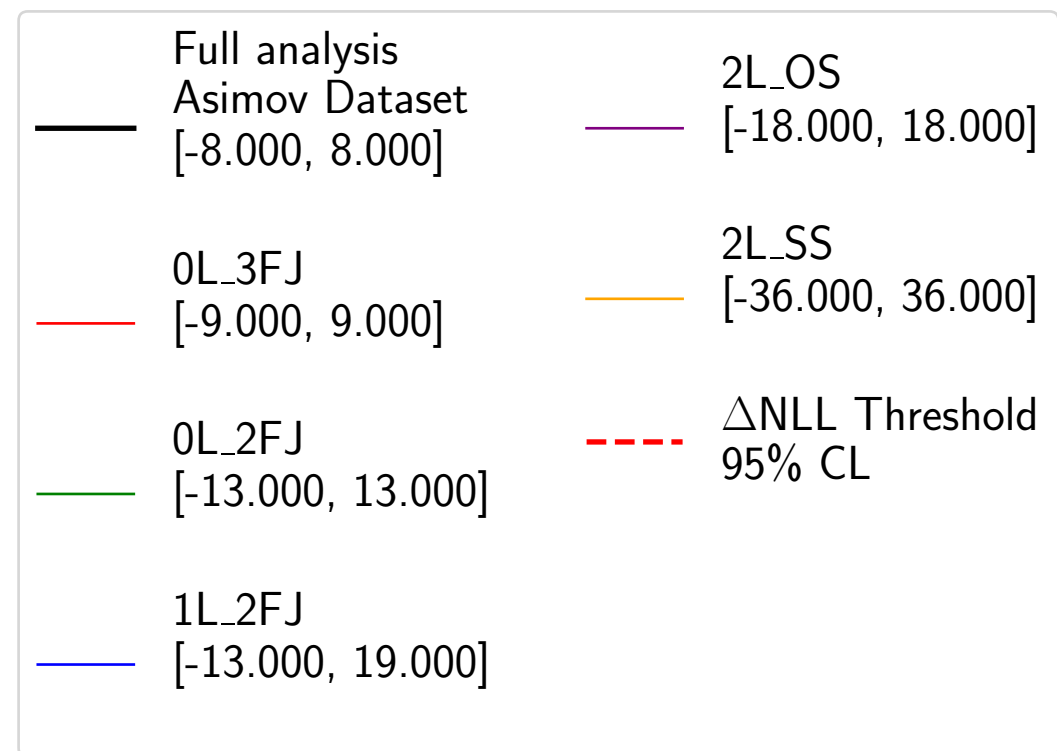 Full analysis
Asimov Dataset
[-8.000, 8.000]
0L_3FJ
[-9.000, 9.000]
0L_2FJ
[-13.000, 13.000]
1L_2FJ
[-13.000, 19.000]
2L_OS
[-18.000, 18.000]
2L_SS
[-36.000, 36.000]
ΔNLL Threshold
95% CL